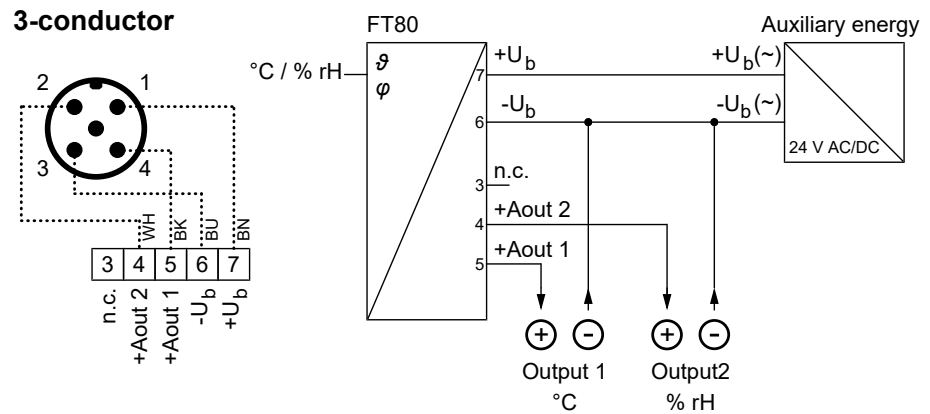 3-conductor
2 1
3 4
WH BK BU BN
3 4 5 6 7
n.c.
+Aout 2
+Aout 1
-Ub
+Ub
FT80
Auxiliary energy
°C / % rH
ϑ
φ
7 +Ub +Ub(~)
6 -Ub -Ub(~)
24 V AC/DC
3 n.c.
4 +Aout 2
5 +Aout 1
+ - + -
Output 1 Output2
°C % rH